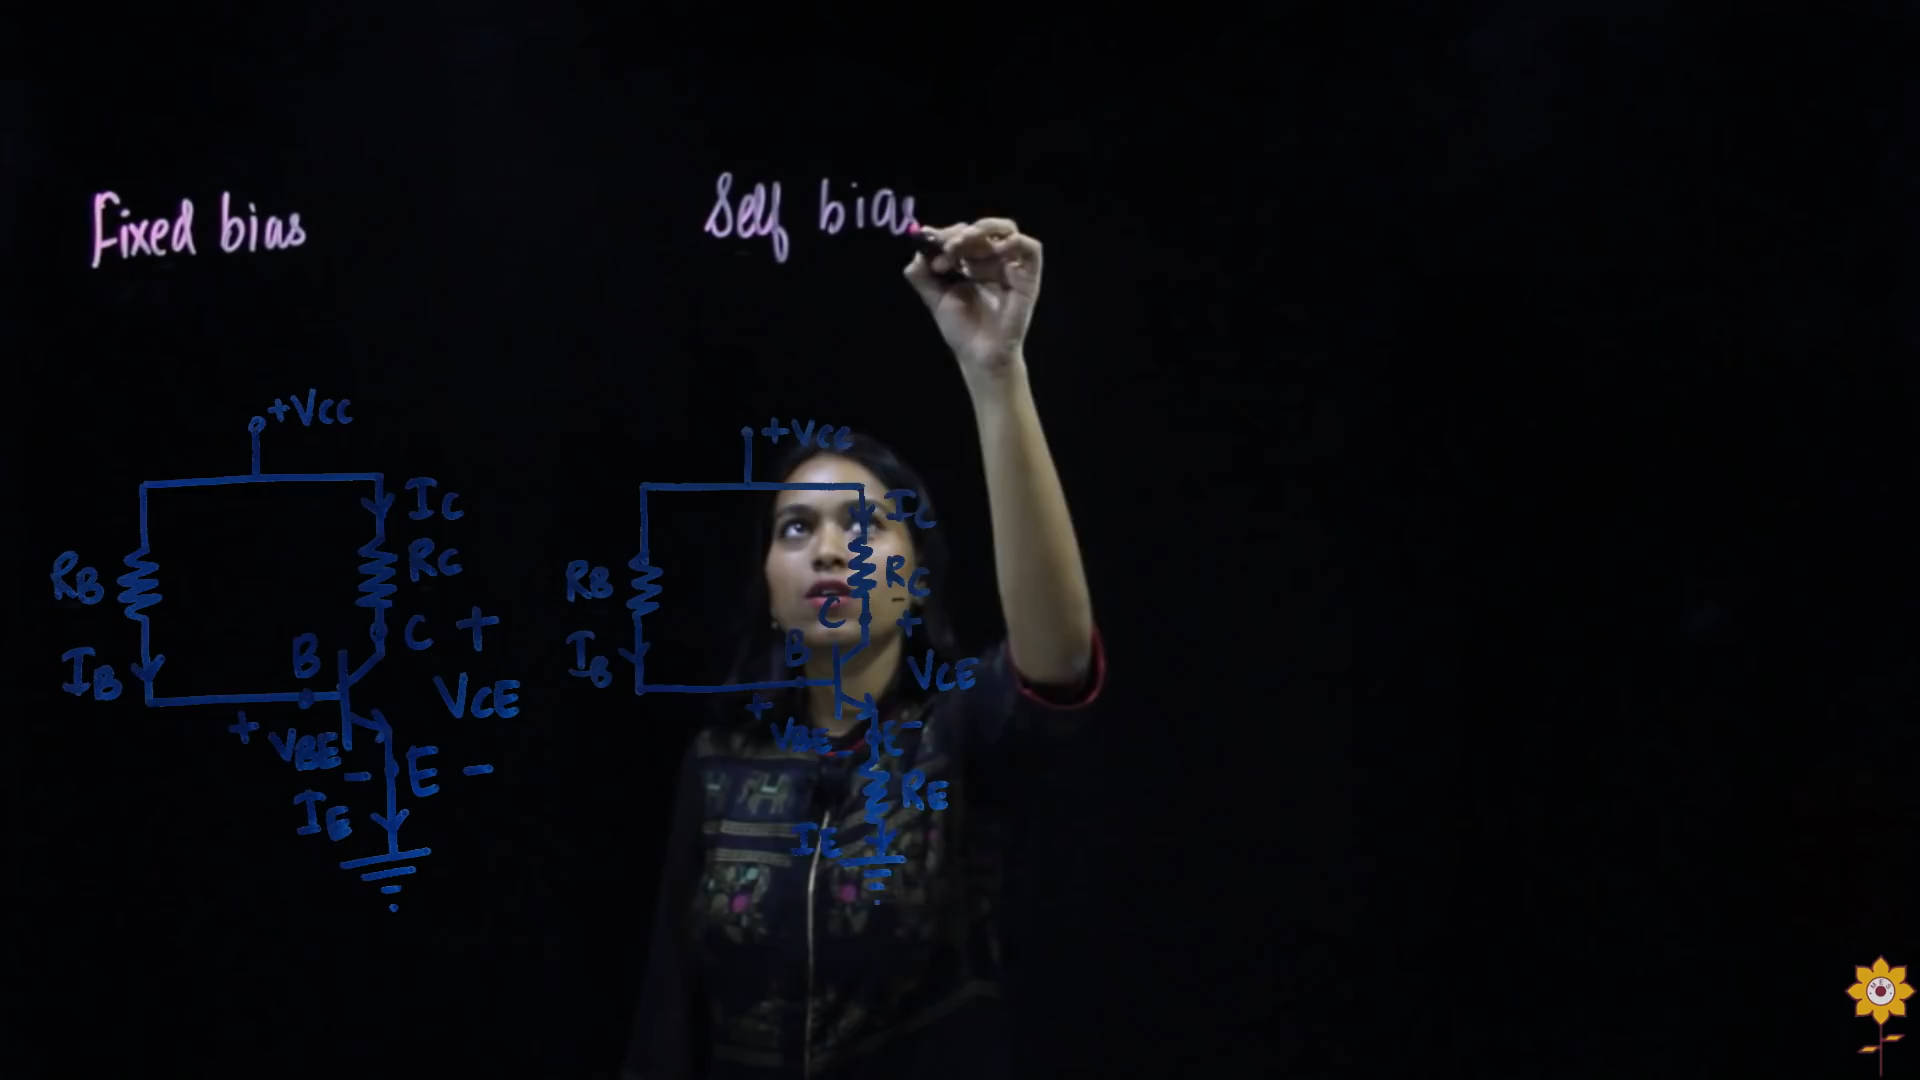 Fixed bias
Self bias
+VCC
IC
RB
RC
C +
B
IB
VCE
+ VBE -
E -
IE
+VCC
IC
RB
RC
C
+
B
IB
VCE
+ VBE -
E -
RE
IE
MES